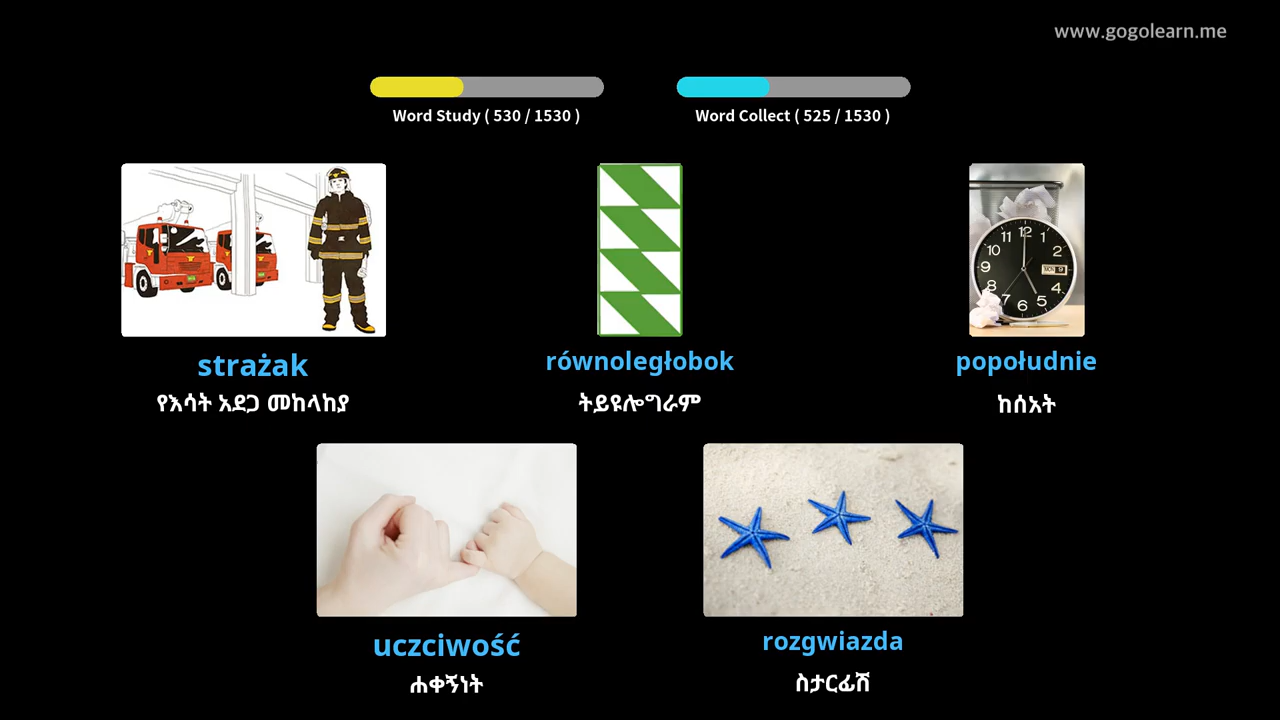 www.gogolearn.me
Word Study ( 530 / 1530 )
Word Collect ( 525 / 1530 )
strażak
równoległobok
popołudnie
የእሳት አደጋ መከላከያ
ትይዩሎግራም
ከሰአት
uczciwość
rozgwiazda
ሐቀኝነት
ስታርፊሽ